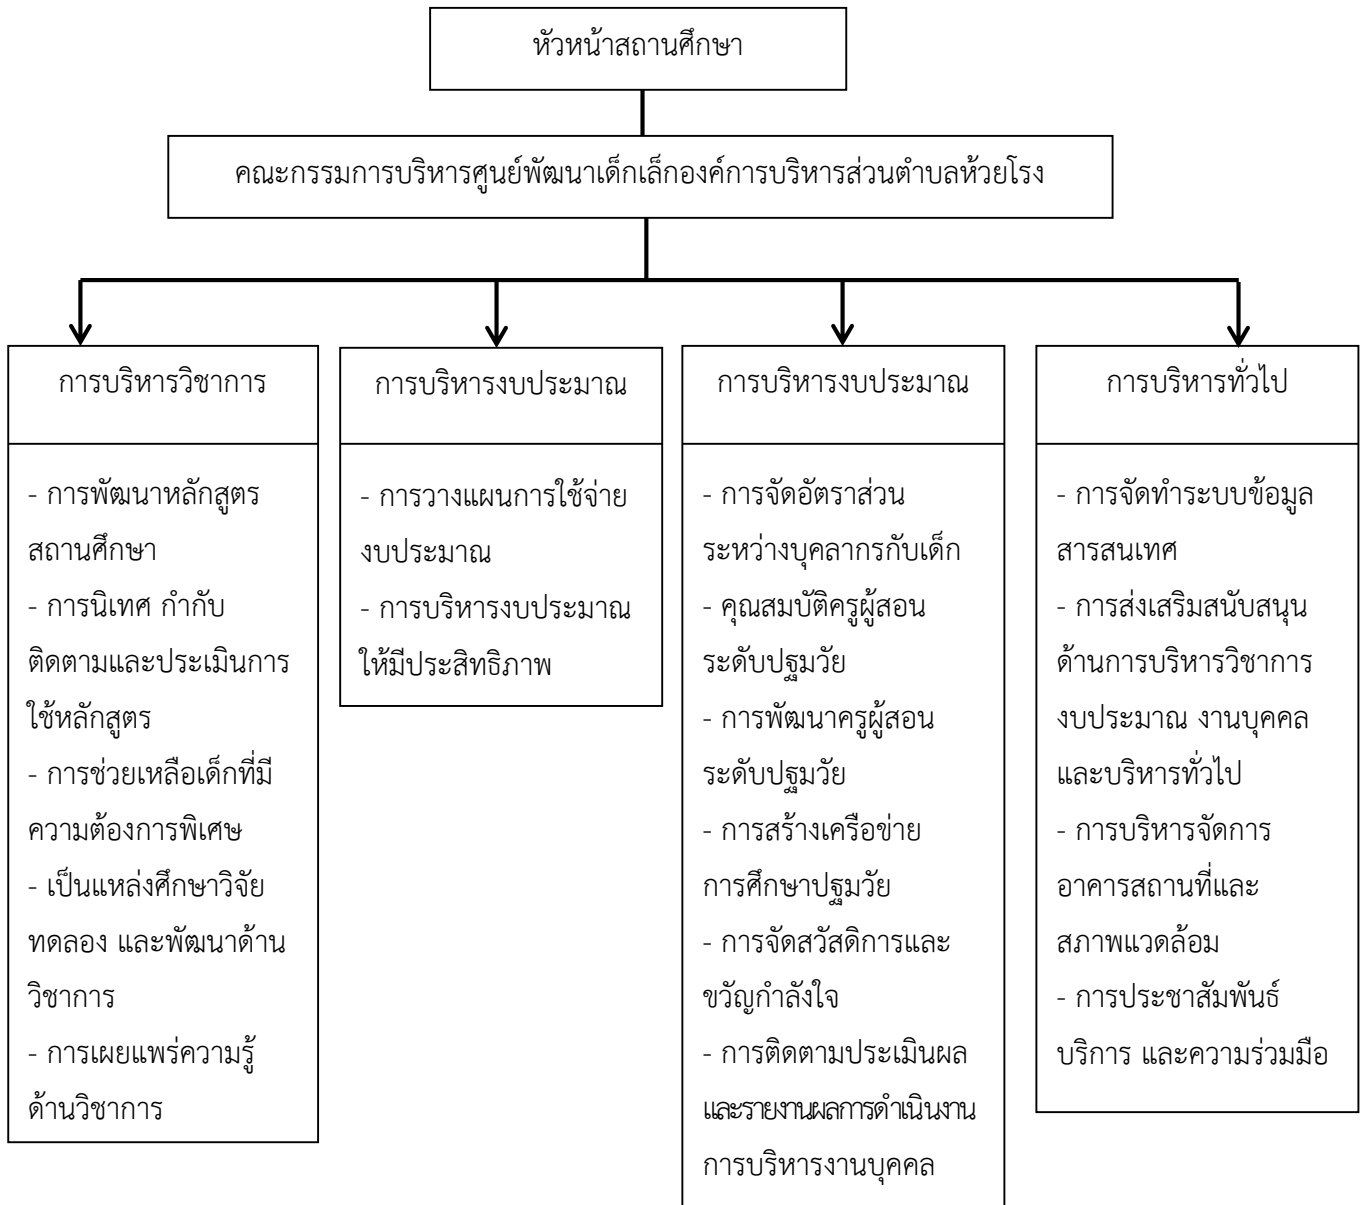 หัวหน้าสถานศึกษา
คณะกรรมการบริหารศูนย์พัฒนาเด็กเล็กองค์การบริหารส่วนตำบลห้วยโรง
การบริหารวิชาการ
- การพัฒนาหลักสูตร
สถานศึกษา
- การนิเทศ กำกับ
ติดตามและประเมินการ
ใช้หลักสูตร
- การช่วยเหลือเด็กที่มี
ความต้องการพิเศษ
- เป็นแหล่งศึกษาวิจัย
ทดลอง และพัฒนาด้าน
วิชาการ
- การเผยแพร่ความรู้
ด้านวิชาการ
การบริหารงบประมาณ
- การวางแผนการใช้จ่าย
งบประมาณ
- การบริหารงบประมาณ
ให้มีประสิทธิภาพ
การบริหารงบประมาณ
- การจัดอัตราส่วน
ระหว่างบุคลากรกับเด็ก
- คุณสมบัติครูผู้สอน
ระดับปฐมวัย
- การพัฒนาครูผู้สอน
ระดับปฐมวัย
- การสร้างเครือข่าย
การศึกษาปฐมวัย
- การจัดสวัสดิการและ
ขวัญกำลังใจ
- การติดตามประเมินผล
และรายงานผลการดำเนินงาน
การบริหารงานบุคคล
การบริหารทั่วไป
- การจัดทำระบบข้อมูล
สารสนเทศ
- การส่งเสริมสนับสนุน
ด้านการบริหารวิชาการ
งบประมาณ งานบุคคล
และบริหารทั่วไป
- การบริหารจัดการ
อาคารสถานที่และ
สภาพแวดล้อม
- การประชาสัมพันธ์
บริการ และความร่วมมือ